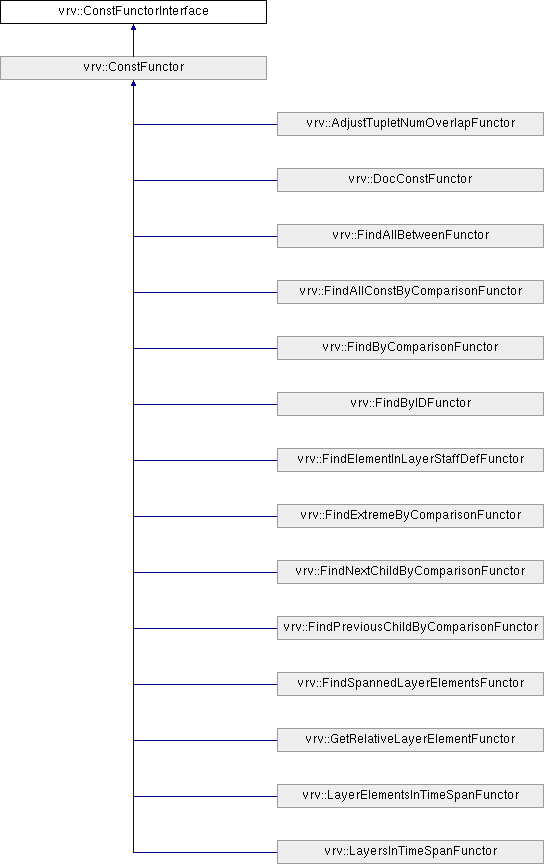 vrv::ConstFunctorInterface
vrv::ConstFunctor
vrv::AdjustTupletNumOverlapFunctor
vrv::DocConstFunctor
vrv::FindAllBetweenFunctor
vrv::FindAllConstByComparisonFunctor
vrv::FindByComparisonFunctor
vrv::FindByIDFunctor
vrv::FindElementInLayerStaffDefFunctor
vrv::FindExtremeByComparisonFunctor
vrv::FindNextChildByComparisonFunctor
vrv::FindPreviousChildByComparisonFunctor
vrv::FindSpannedLayerElementsFunctor
vrv::GetRelativeLayerElementFunctor
vrv::LayerElementsInTimeSpanFunctor
vrv::LayersInTimeSpanFunctor